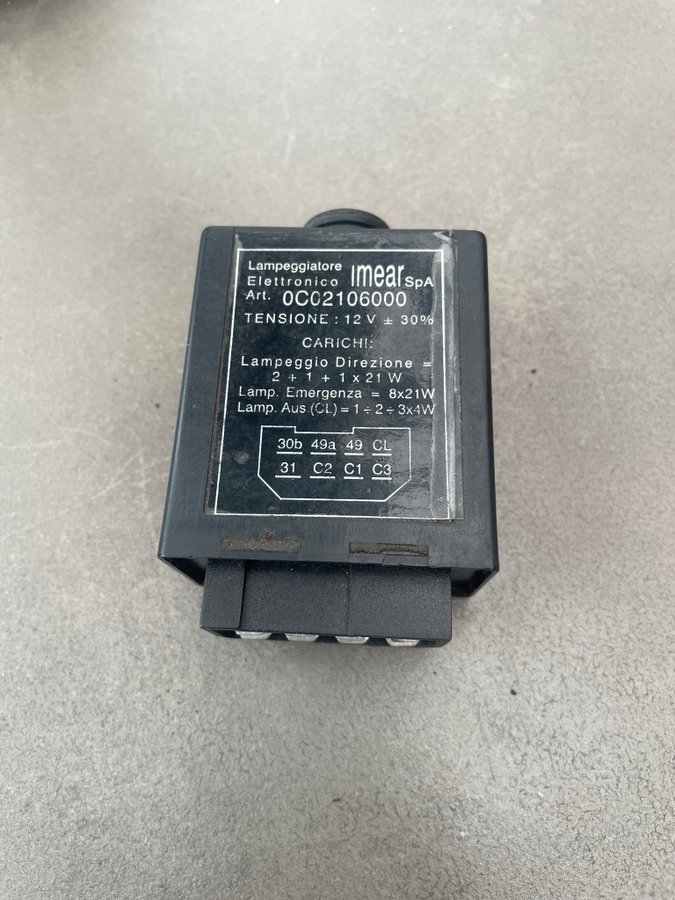 Lampeggiatore
Elettronico imear SpA
Art. 0C02106000
TENSIONE : 12 V ± 30%
CARICHI:
Lampeggio Direzione =
2 + 1 + 1 x 21 W
Lamp. Emergenza = 8x21W
Lamp. Aus.(CL) = 1 ÷ 2 ÷ 3x4W
30b 49a 49 CL
31 C2 C1 C3